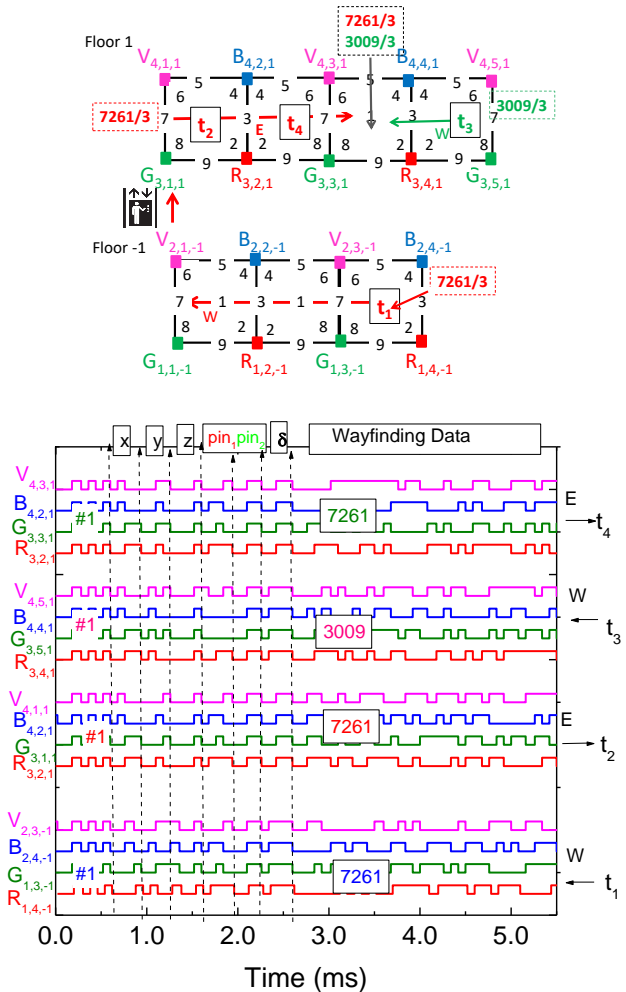 7261/3
3009/3
Floor 1
V4,1,1 B4,2,1 V4,3,1 B4,4,1 V4,5,1
5 5 5 5
6 4 4 6 6 4 4 6
7261/3 7 t2 3 E t4 7 3 W t3 7 3009/3
8 2 2 8 8 2 2 8
9 9 9 9
G3,1,1 R3,2,1 G3,3,1 R3,4,1 G3,5,1
Floor -1
V2,1,-1 B2,2,-1 V2,3,-1 B2,4,-1
5 5 5
6 4 4 6 6 4
7261/3
7 W 1 3 1 7 t1 3
8 2 2 8 8 2
9 9 9
G1,1,-1 R1,2,-1 G1,3,-1 R1,4,-1
x y z pin1 pin2 δ Wayfinding Data
V4,3,1
B4,2,1 #1 7261 E
G3,3,1 t4
R3,2,1
V4,5,1 W
B4,4,1 #1 3009 t3
G3,5,1
R3,4,1
V4,1,1
B4,2,1 #1 7261 E
G3,1,1 t2
R3,2,1
V2,3,-1
B2,4,-1 W
G1,3,-1 #1 7261 t1
R1,4,-1
0.0 1.0 2.0 3.0 4.0 5.0
Time (ms)